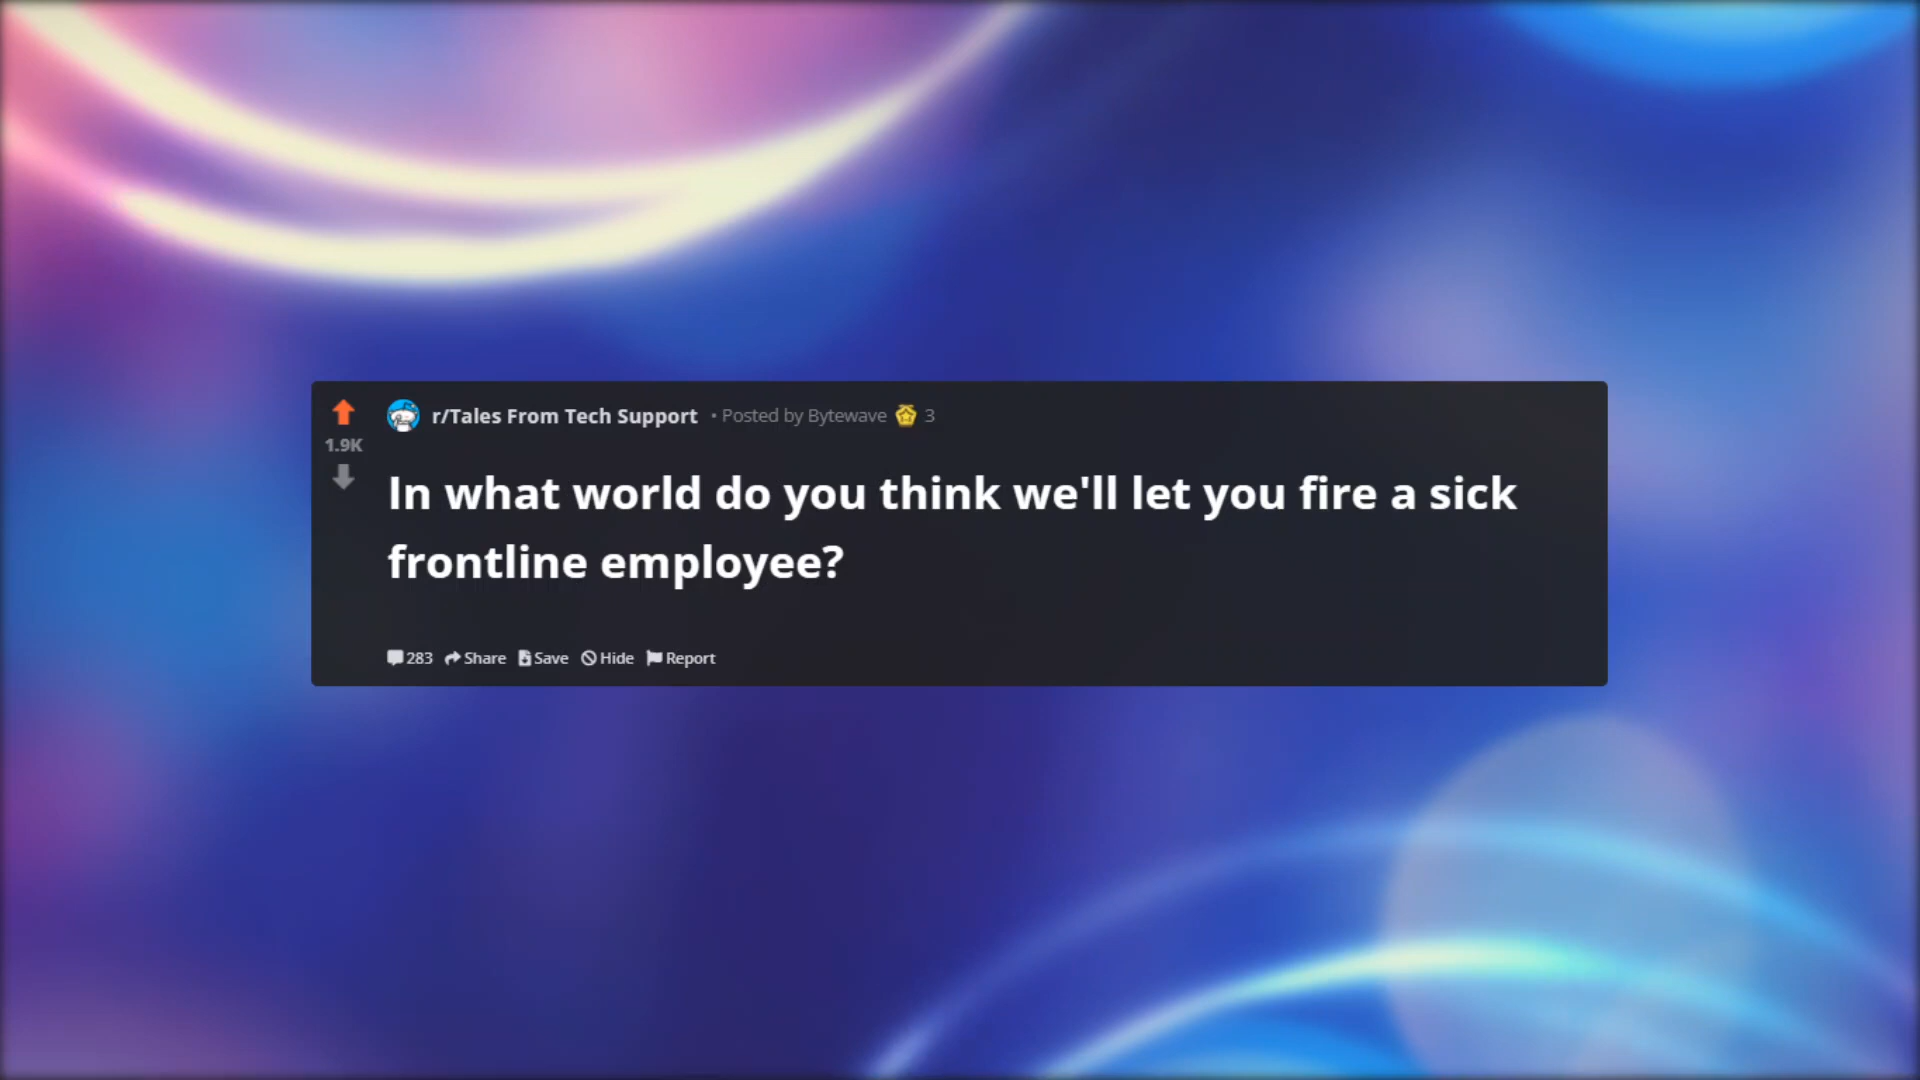 r/Tales From Tech Support • Posted by Bytewave 3
1.9K
In what world do you think we'll let you fire a sick
frontline employee?
283 Share Save Hide Report